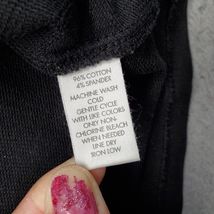 96% COTTON
4% SPANDEX
MACHINE WASH
COLD
GENTLE CYCLE
WITH LIKE COLORS
ONLY NON-
CHLORINE BLEACH
WHEN NEEDED
LINE DRY
IRON LOW